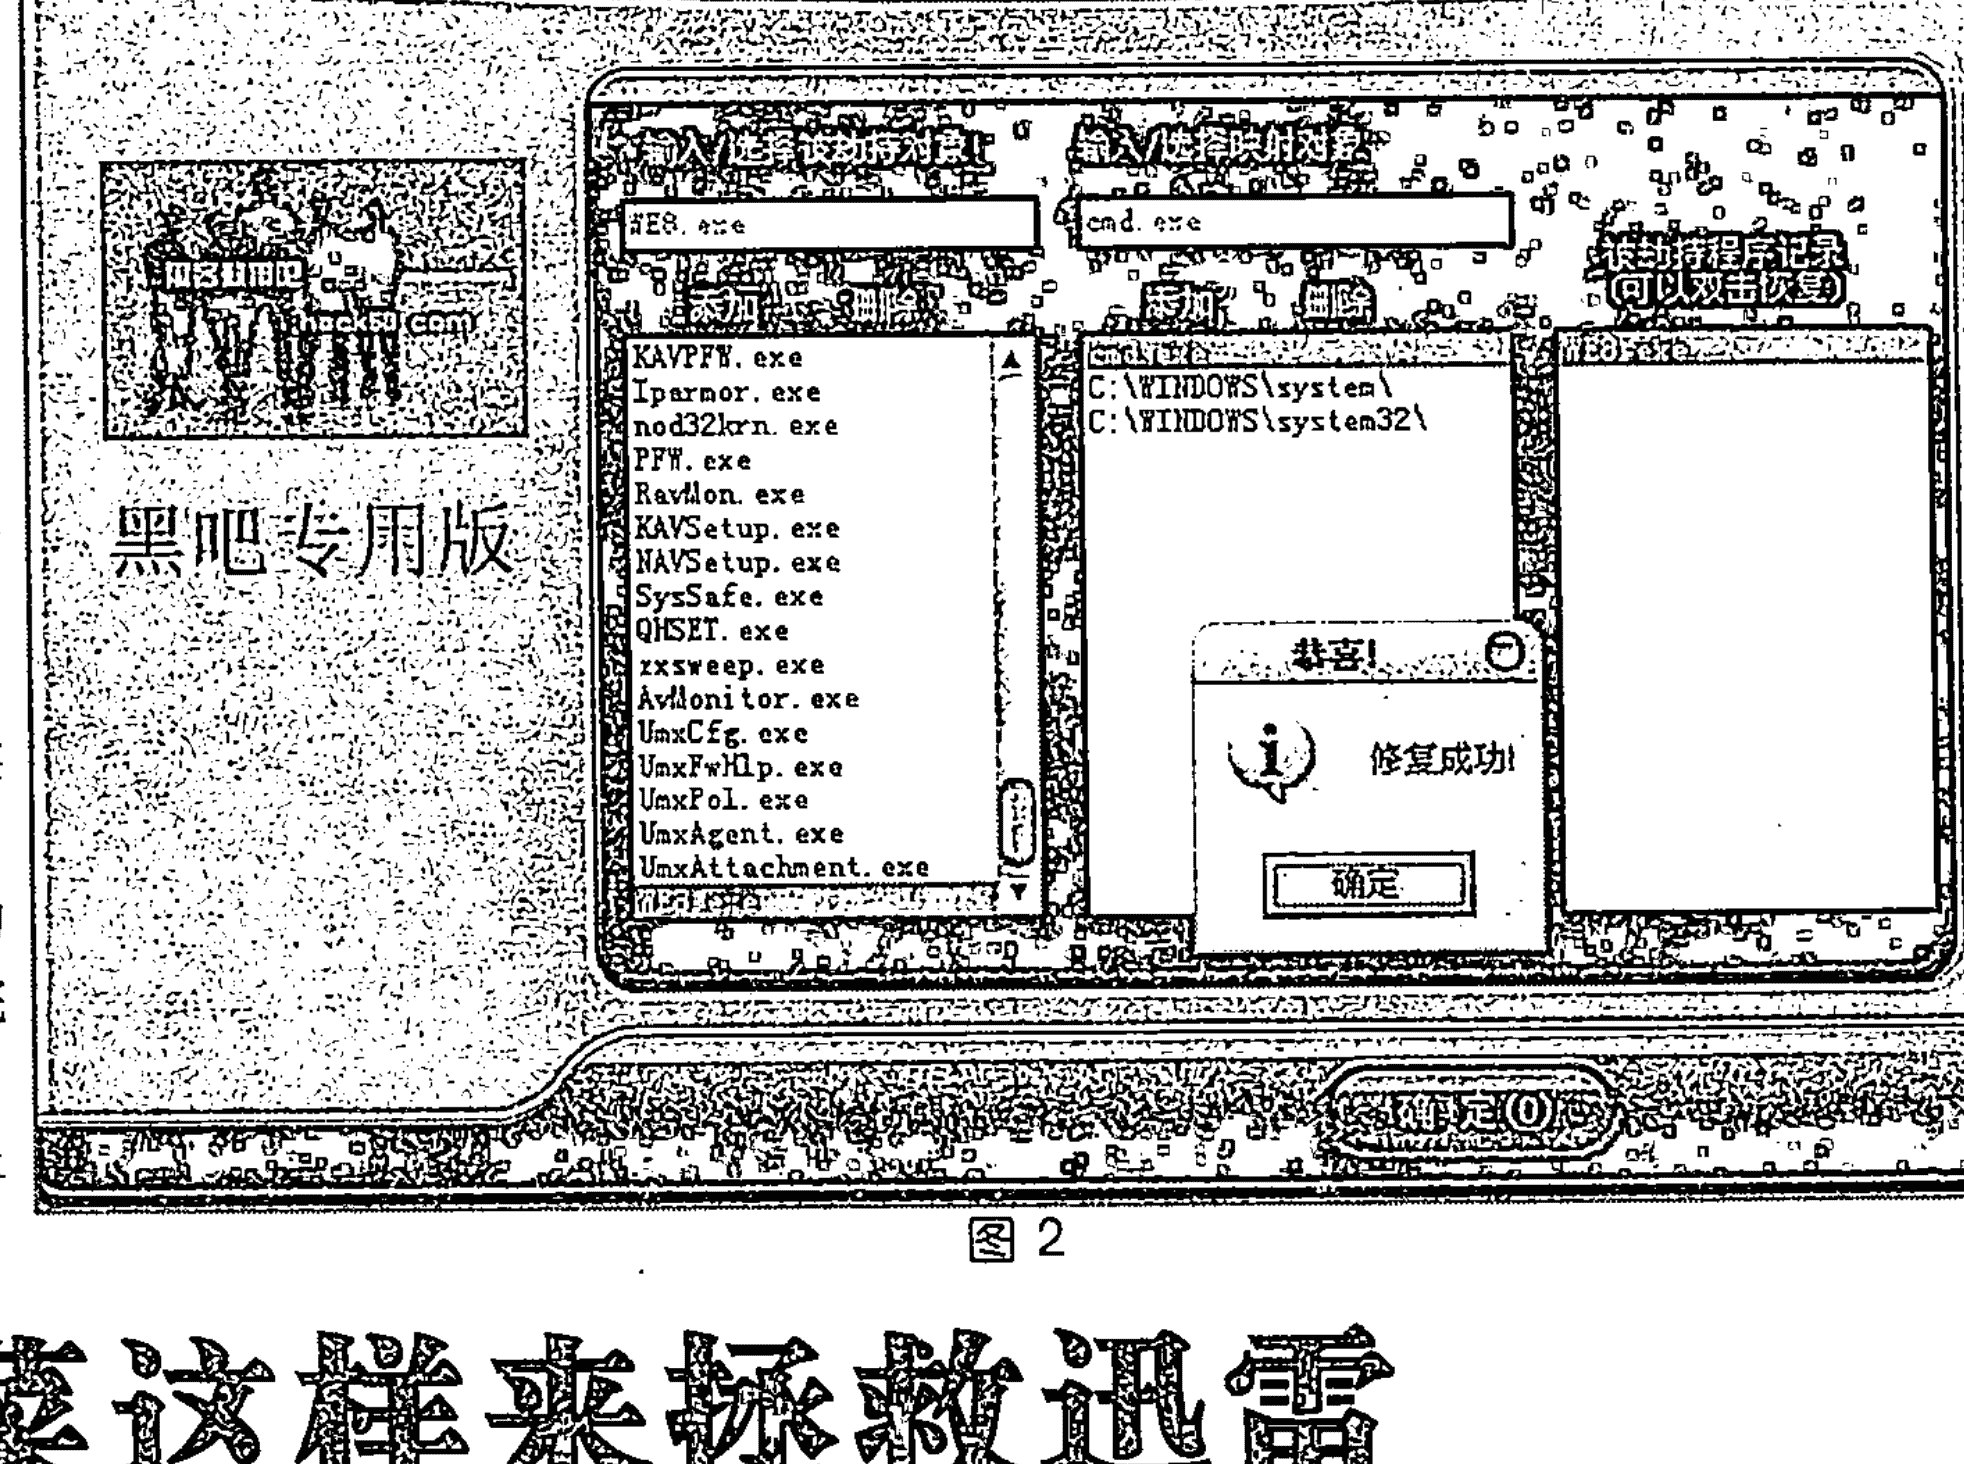 输入/选择被劫持对象!
输入/选择映射对象
WE8.exe
cmd.exe
被劫持程序记录
(可以双击恢复)
添加 删除
添加 删除
黑吧专用版
KAVPFW.exe
Iparmor.exe
nod32krn.exe
PFW.exe
RavMon.exe
KAVSetup.exe
NAVSetup.exe
SysSafe.exe
QHSET.exe
zxsweep.exe
AvMonitor.exe
UmxCfg.exe
UmxFwHlp.exe
UmxPol.exe
UmxAgent.exe
UmxAttachment.exe
WE8.exe
cmd.exe
C:\WINDOWS\system\
C:\WINDOWS\system32\
WE8.exe
恭喜!
修复成功!
确定
确定(O)
图 2
这样来拯救迅雷